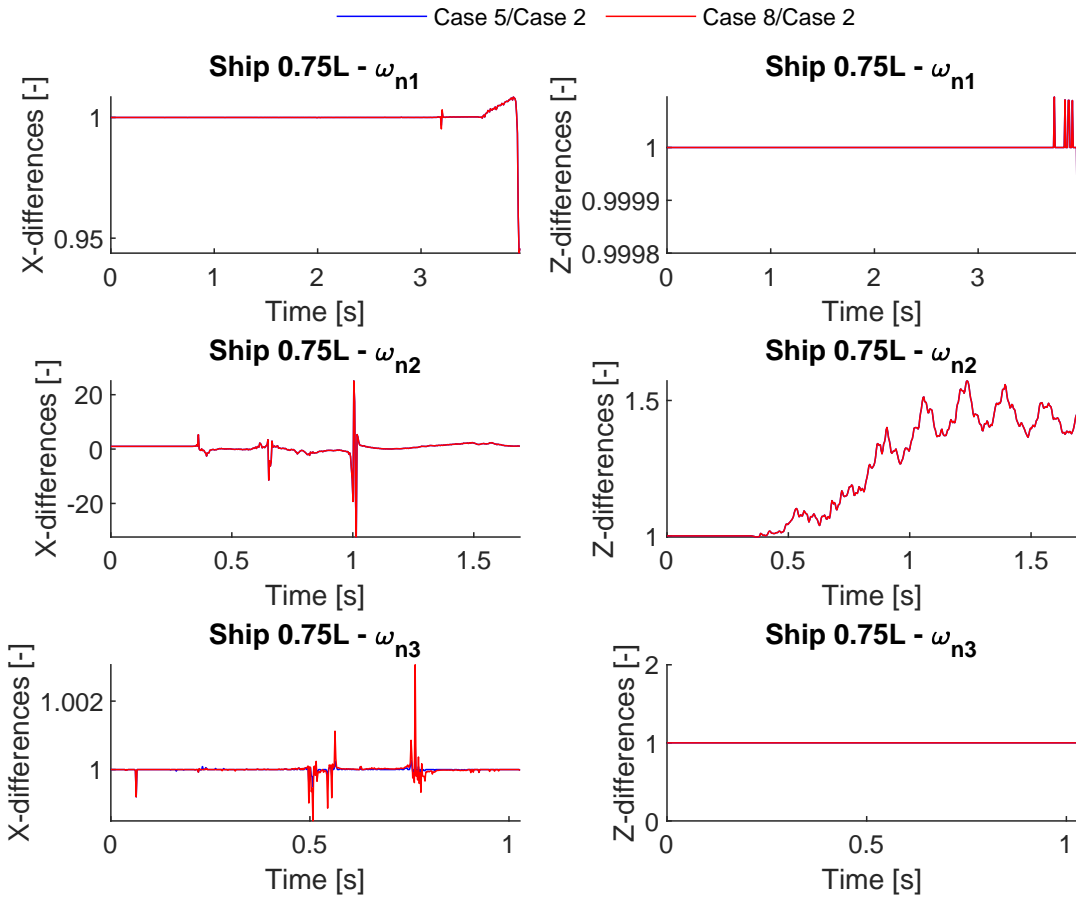 Case 5/Case 2 Case 8/Case 2
Ship 0.75L - ωn1
X-differences [-]
1
0.95
0 1 2 3
Time [s]
Ship 0.75L - ωn1
Z-differences [-]
1
0.9999
0.9998
0 1 2 3
Time [s]
Ship 0.75L - ωn2
X-differences [-]
20
0
-20
0 0.5 1 1.5
Time [s]
Ship 0.75L - ωn2
Z-differences [-]
1.5
1
0 0.5 1 1.5
Time [s]
Ship 0.75L - ωn3
X-differences [-]
1.002
1
0 0.5 1
Time [s]
Ship 0.75L - ωn3
Z-differences [-]
2
1
0
0 0.5 1
Time [s]